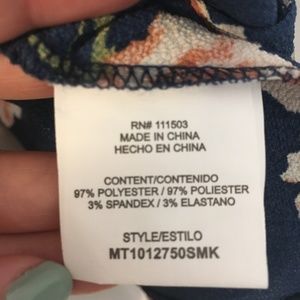 RN# 111503
MADE IN CHINA
HECHO EN CHINA
CONTENT/CONTENIDO
97% POLYESTER / 97% POLIESTER
3% SPANDEX / 3% ELASTANO
STYLE/ESTILO
MT1012750SMK